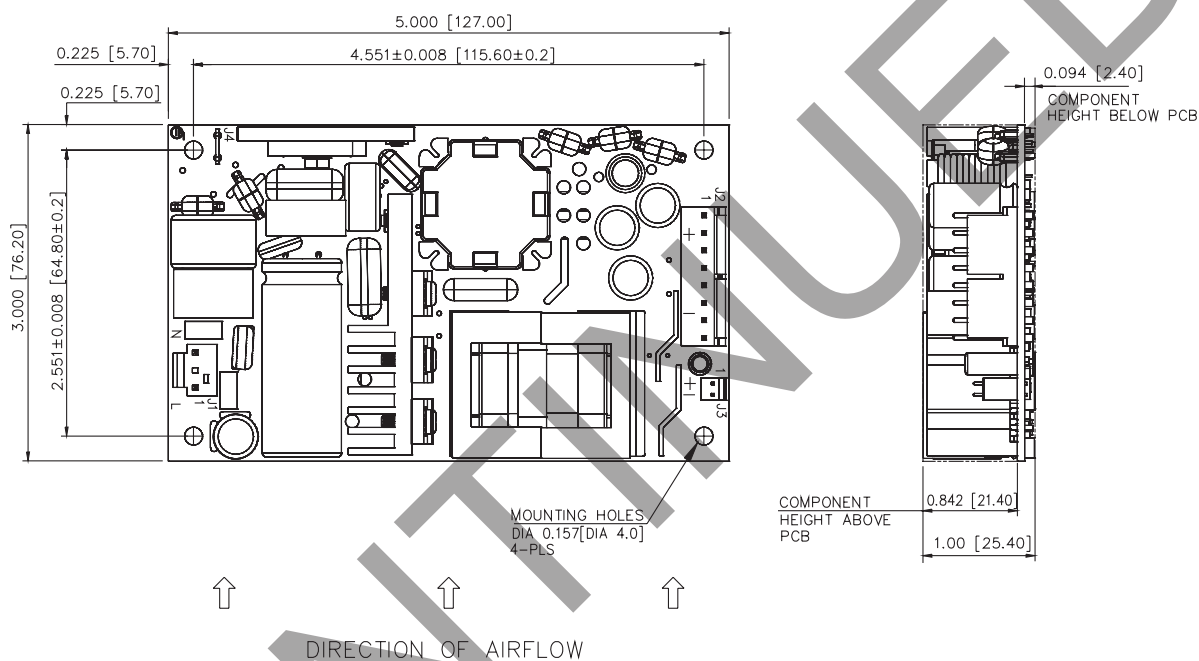 5.000 [127.00]
0.225 [5.70]
4.551±0.008 [115.60±0.2]
0.225 [5.70]
0.094 [2.40]
COMPONENT
HEIGHT BELOW PCB
3.000 [76.20]
2.551±0.008 [64.80±0.2]
J4
J2
1
+
−
N
L
J1
1
1
+
−
J3
MOUNTING HOLES
DIA 0.157[DIA 4.0]
4-PLS
COMPONENT
HEIGHT ABOVE
PCB
0.842 [21.40]
1.00 [25.40]
DIRECTION OF AIRFLOW
NTINUED